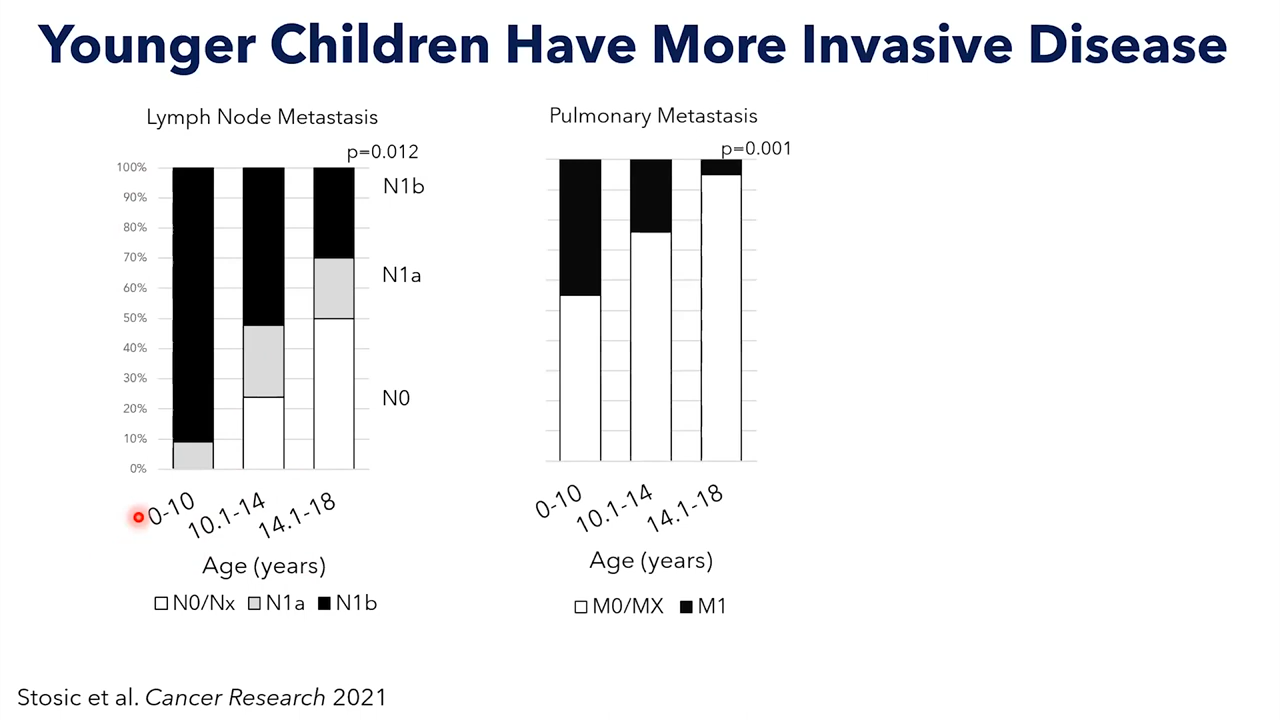 Younger Children Have More Invasive Disease
Lymph Node Metastasis
p=0.012
100%
90%
80%
70%
60%
50%
40%
30%
20%
10%
0%
N1b
N1a
N0
0-10
10.1-14
14.1-18
Age (years)
N0/Nx N1a N1b
Pulmonary Metastasis
p=0.001
0-10
10.1-14
14.1-18
Age (years)
M0/MX M1
Stosic et al. Cancer Research 2021